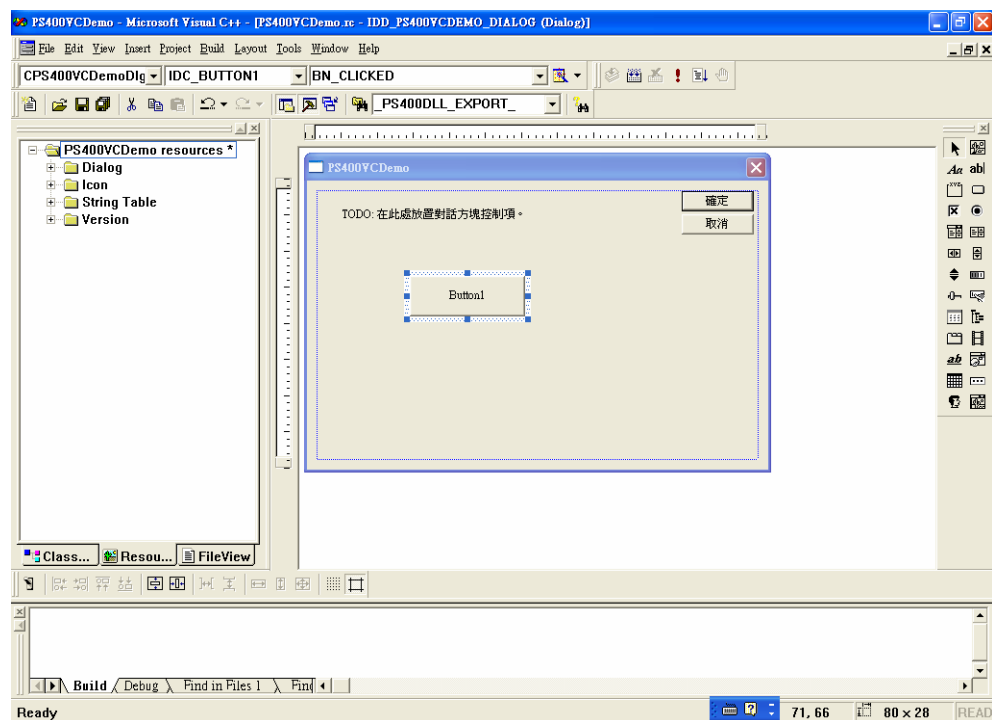 PS400VCDemo - Microsoft Visual C++ - [PS400VCDemo.rc - IDD_PS400VCDEMO_DIALOG (Dialog)]
File Edit View Insert Project Build Layout Tools Window Help
CPS400VCDemoDlg IDC_BUTTON1 BN_CLICKED
_PS400DLL_EXPORT_
PS400VCDemo resources *
Dialog
Icon
String Table
Version
PS400VCDemo
TODO: 在此處放置對話方塊控制項。
確定
取消
Button1
Aa ab|
ab
Class... Resou... FileView
Build Debug Find in Files 1 Find
Ready 71, 66 80 x 28 READ